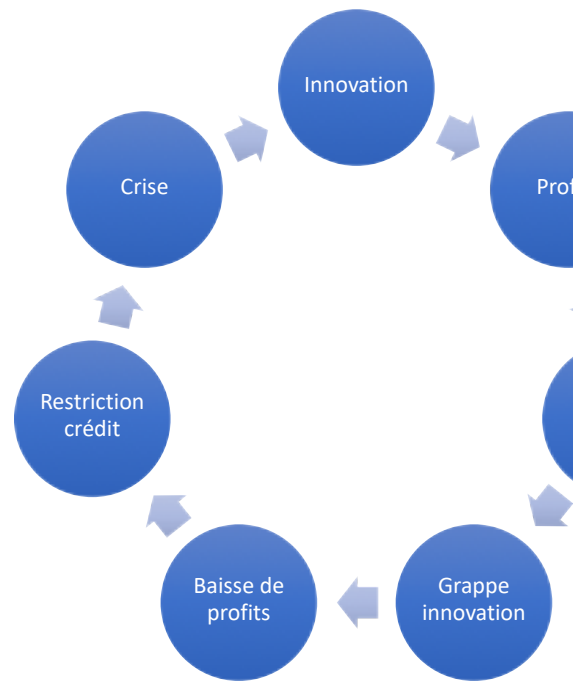 Innovation
Crise
Restriction
crédit
Baisse de
profits
Grappe
innovation